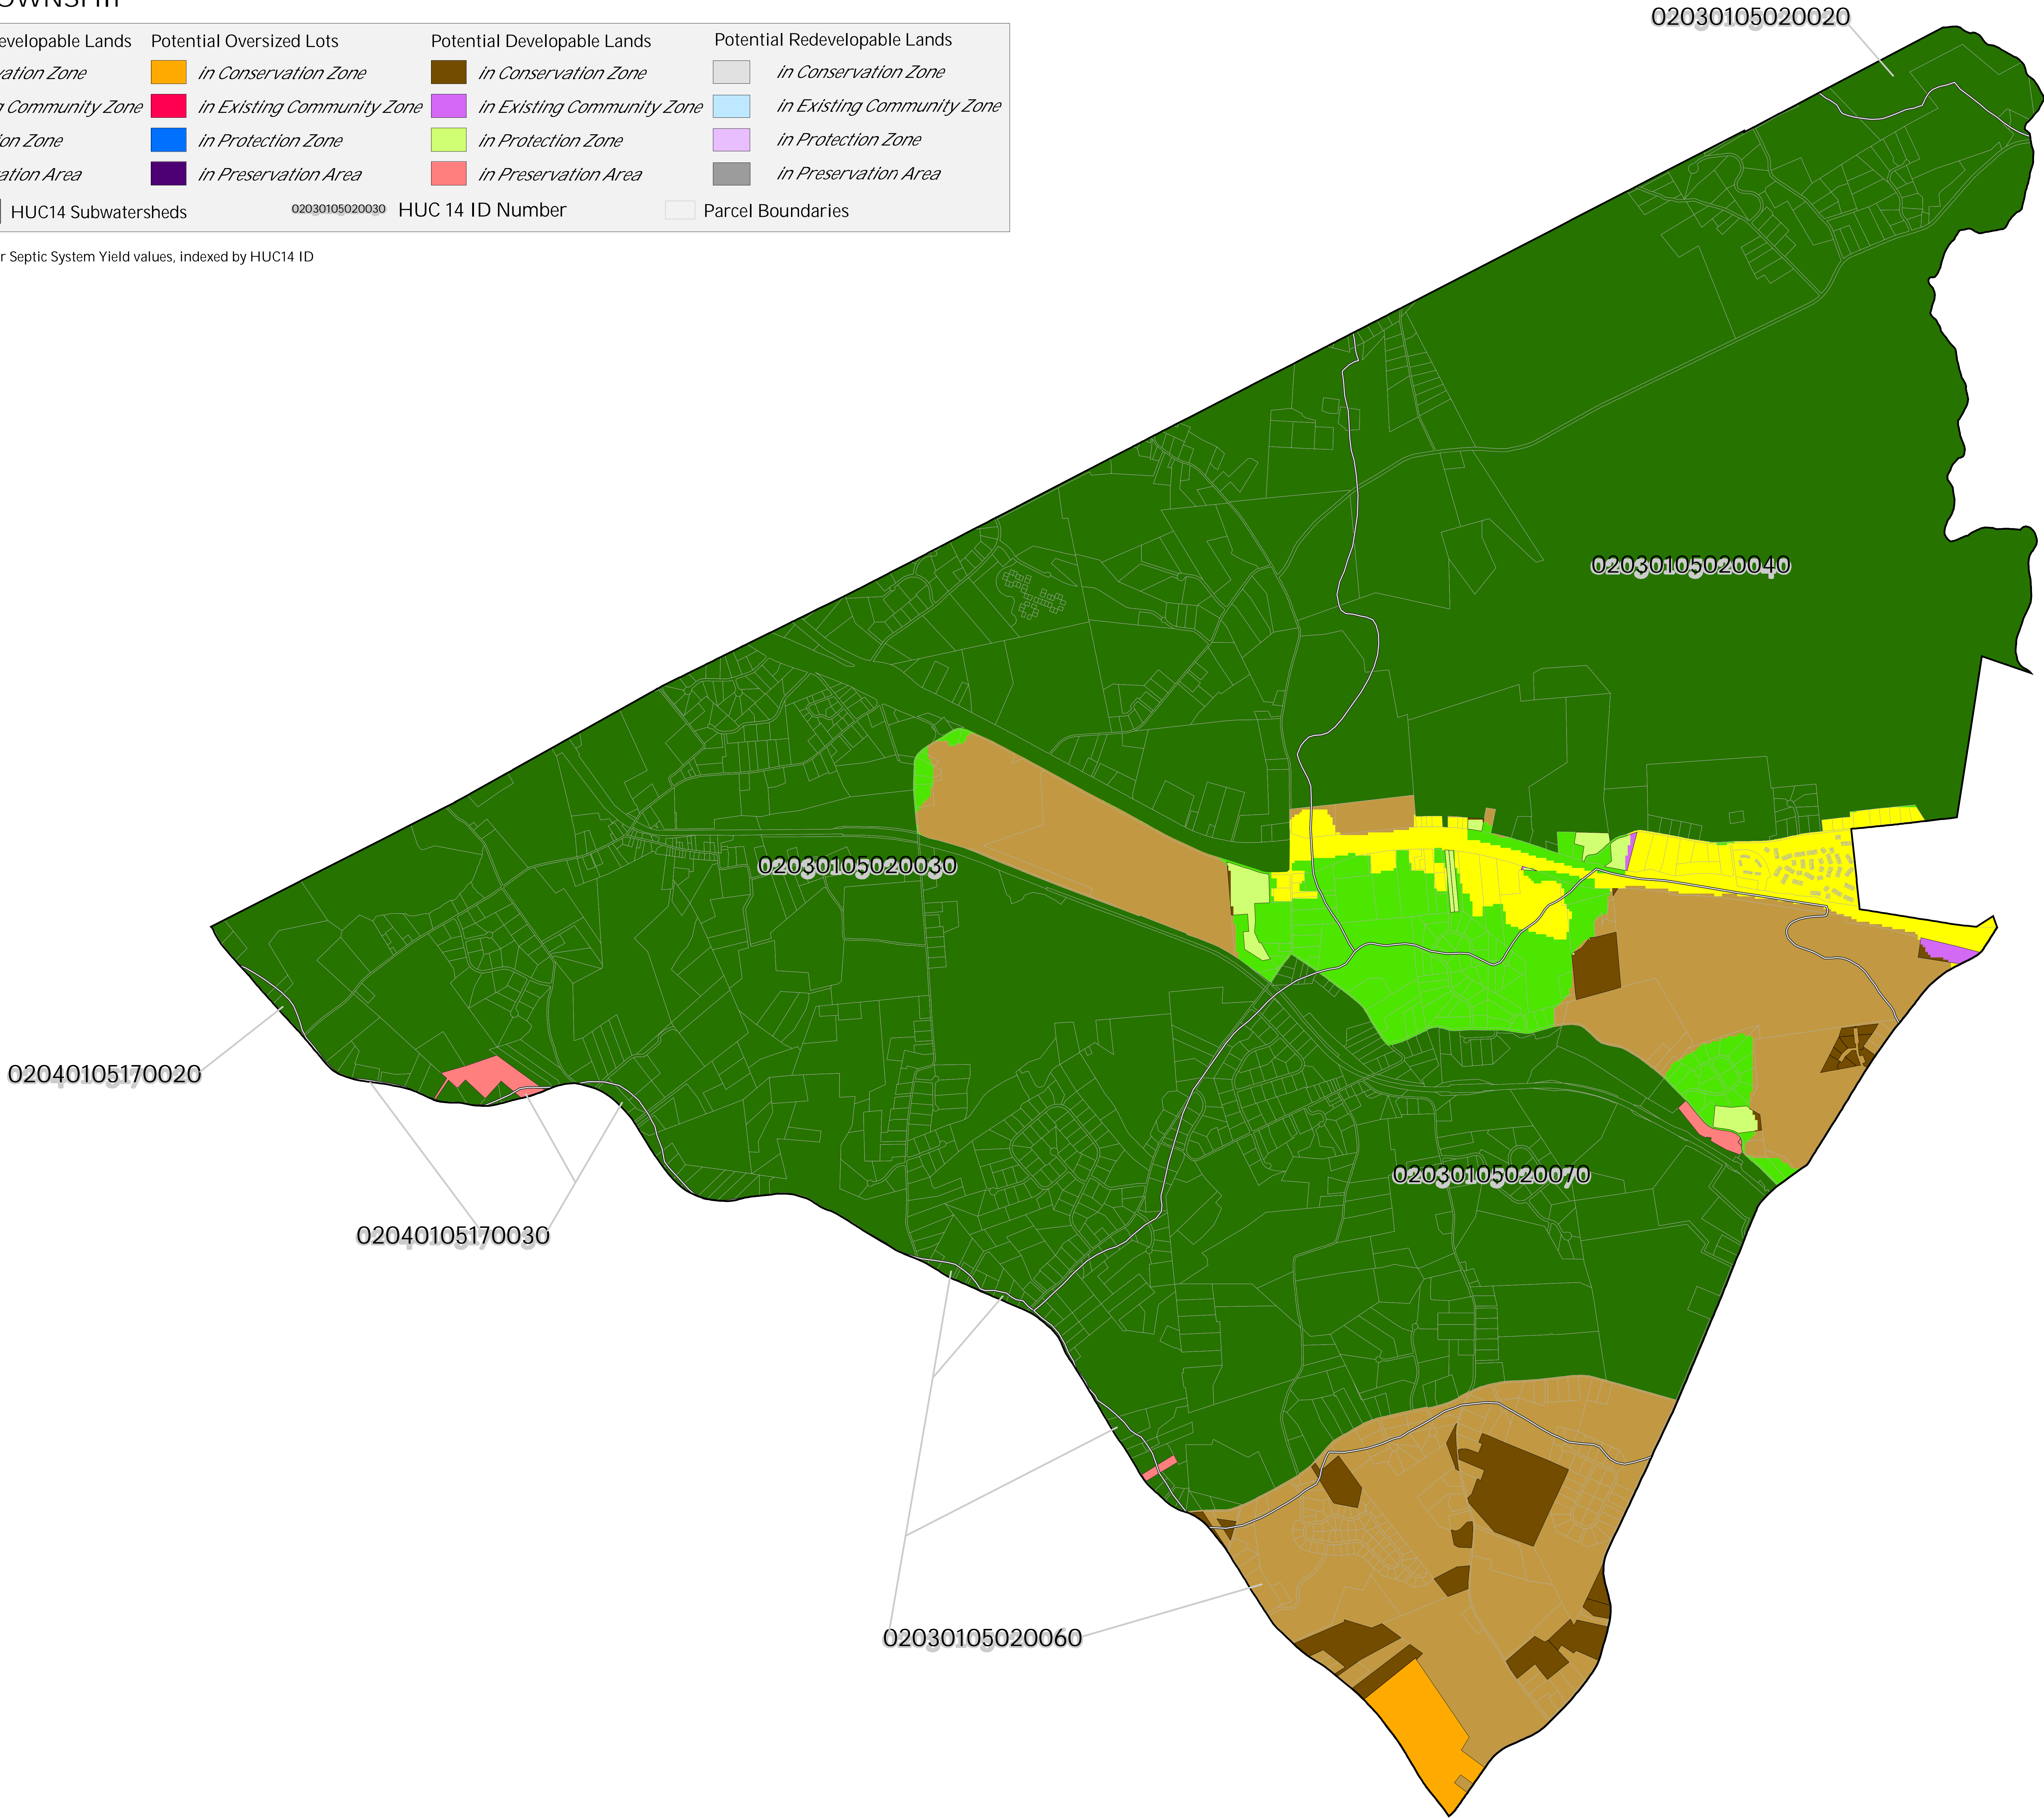 evelopable Lands Potential Oversized Lots Potential Developable Lands Potential Redevelopable Lands
vation Zone in Conservation Zone in Conservation Zone in Conservation Zone
g Community Zone in Existing Community Zone in Existing Community Zone in Existing Community Zone
ion Zone in Protection Zone in Protection Zone in Protection Zone
ation Area in Preservation Area in Preservation Area in Preservation Area
HUC14 Subwatersheds 02030105020030 HUC 14 ID Number Parcel Boundaries
r Septic System Yield values, indexed by HUC14 ID
02030105020020
02030105020040
02030105020030
02040105170020
02030105020070
02040105170030
02030105020060